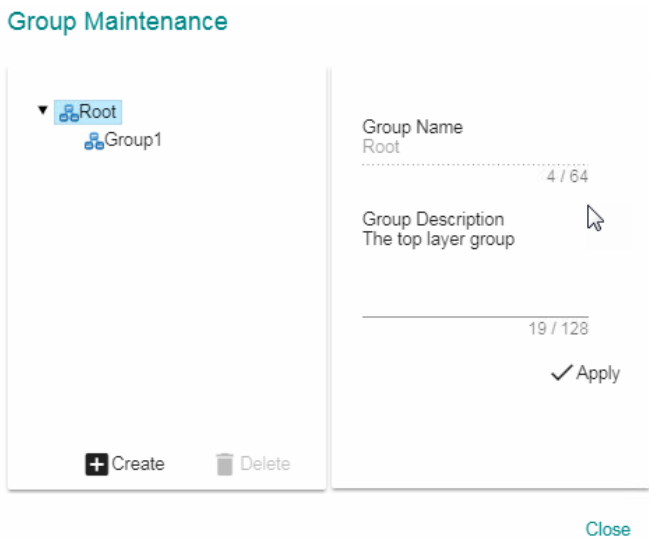 Group Maintenance
Root
Group1
Create
Delete
Group Name
Root
4 / 64
Group Description
The top layer group
19 / 128
Apply
Close